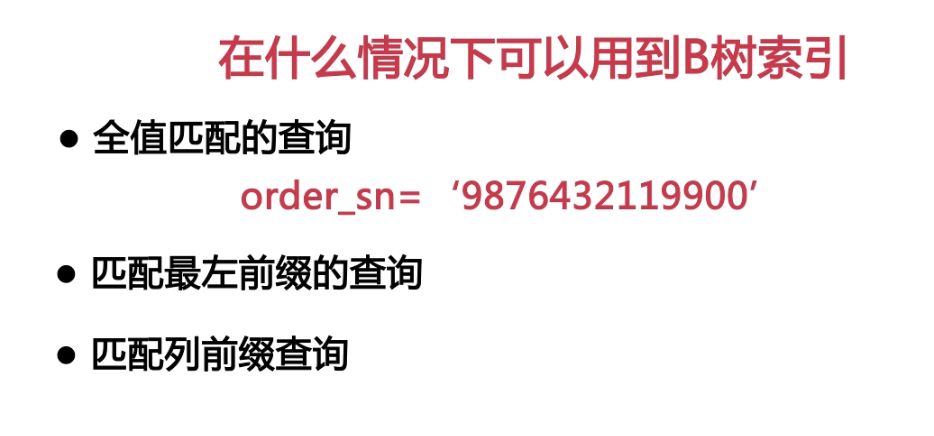 在什么情况下可以用到B树索引
● 全值匹配的查询
order_sn= ‘9876432119900’
● 匹配最左前缀的查询
● 匹配列前缀查询